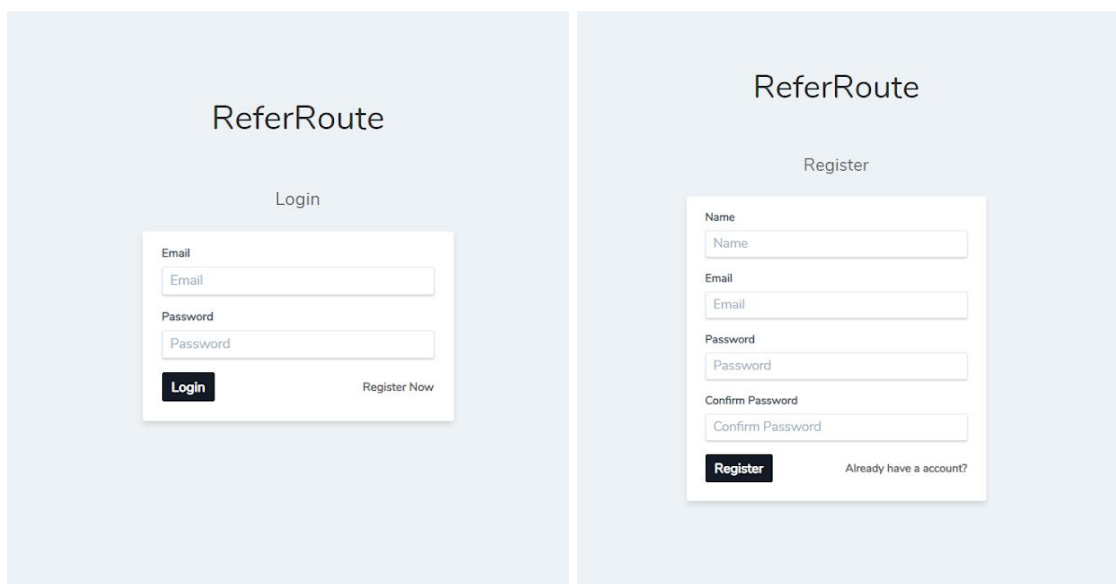 ReferRoute
Login
Email
Email
Password
Password
Login Register Now
ReferRoute
Register
Name
Name
Email
Email
Password
Password
Confirm Password
Confirm Password
Register Already have a account?